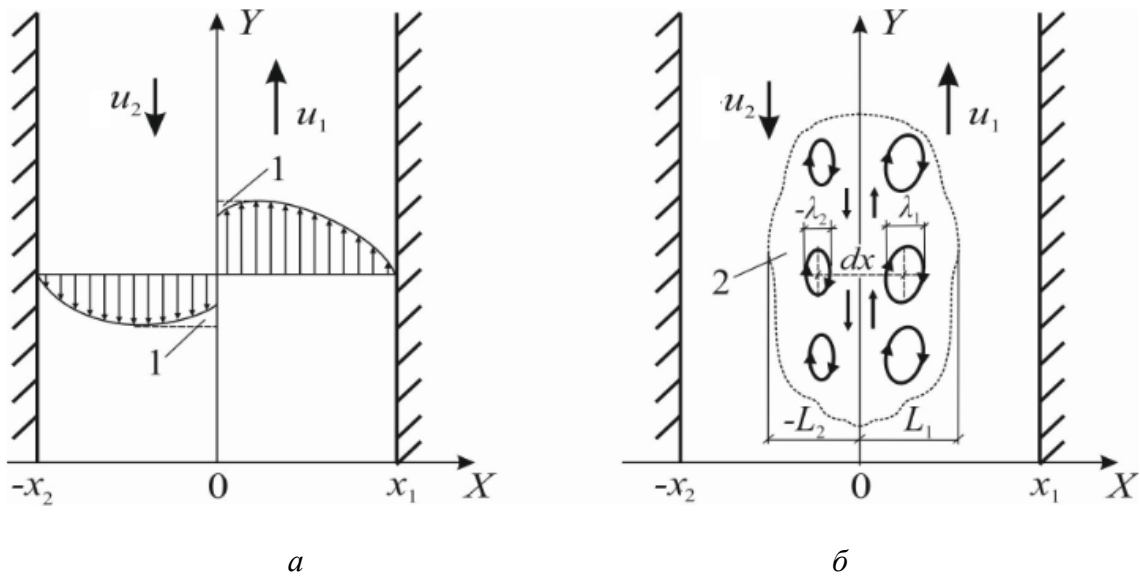 Y
u₂
u₁
1
1
-x₂
0
x₁
X
а
Y
u₂
u₁
-λ₂
λ₁
dx
2
-L₂
L₁
-x₂
0
x₁
X
б